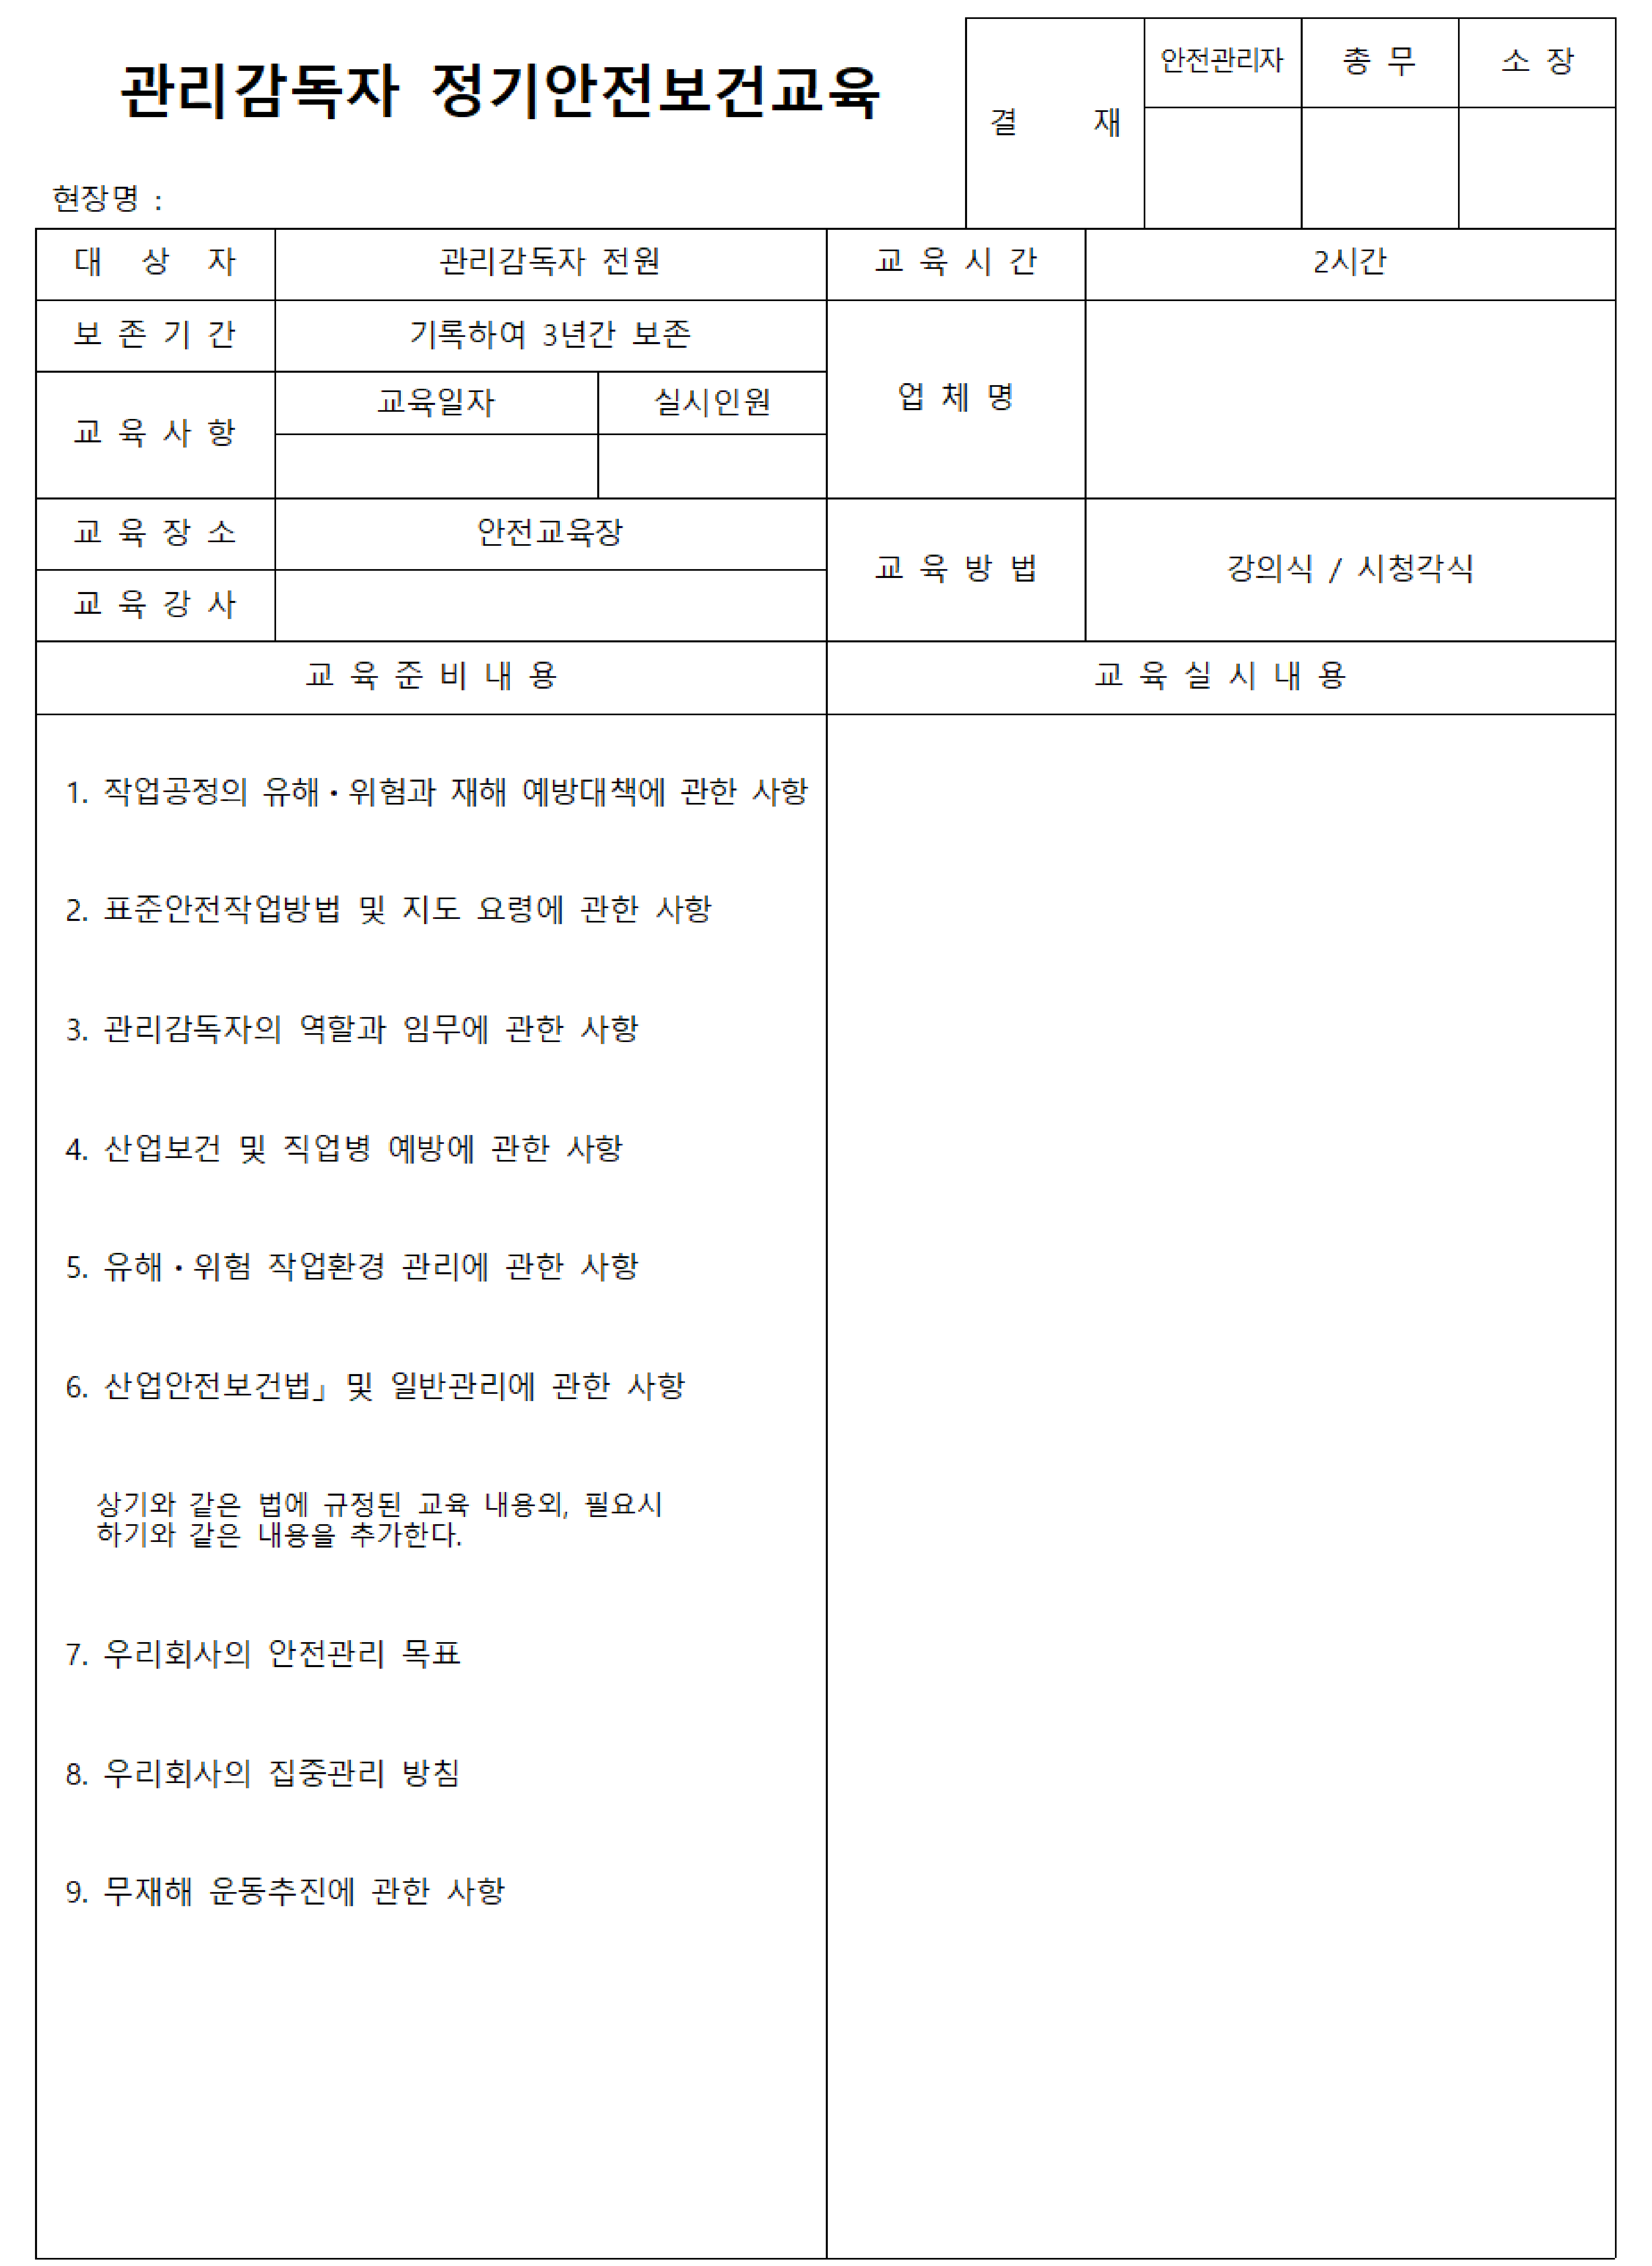 관리감독자 정기안전보건교육
결 재
안전관리자 총 무 소 장
현장명 :
대 상 자 관리감독자 전원 교 육 시 간 2시간
보 존 기 간 기록하여 3년간 보존
업 체 명
교 육 사 항 교육일자 실시인원
교 육 장 소 안전교육장
교 육 방 법 강의식 / 시청각식
교 육 강 사
교 육 준 비 내 용 교 육 실 시 내 용
1. 작업공정의 유해・위험과 재해 예방대책에 관한 사항
2. 표준안전작업방법 및 지도 요령에 관한 사항
3. 관리감독자의 역할과 임무에 관한 사항
4. 산업보건 및 직업병 예방에 관한 사항
5. 유해・위험 작업환경 관리에 관한 사항
6. 산업안전보건법」및 일반관리에 관한 사항
상기와 같은 법에 규정된 교육 내용외, 필요시
하기와 같은 내용을 추가한다.
7. 우리회사의 안전관리 목표
8. 우리회사의 집중관리 방침
9. 무재해 운동추진에 관한 사항